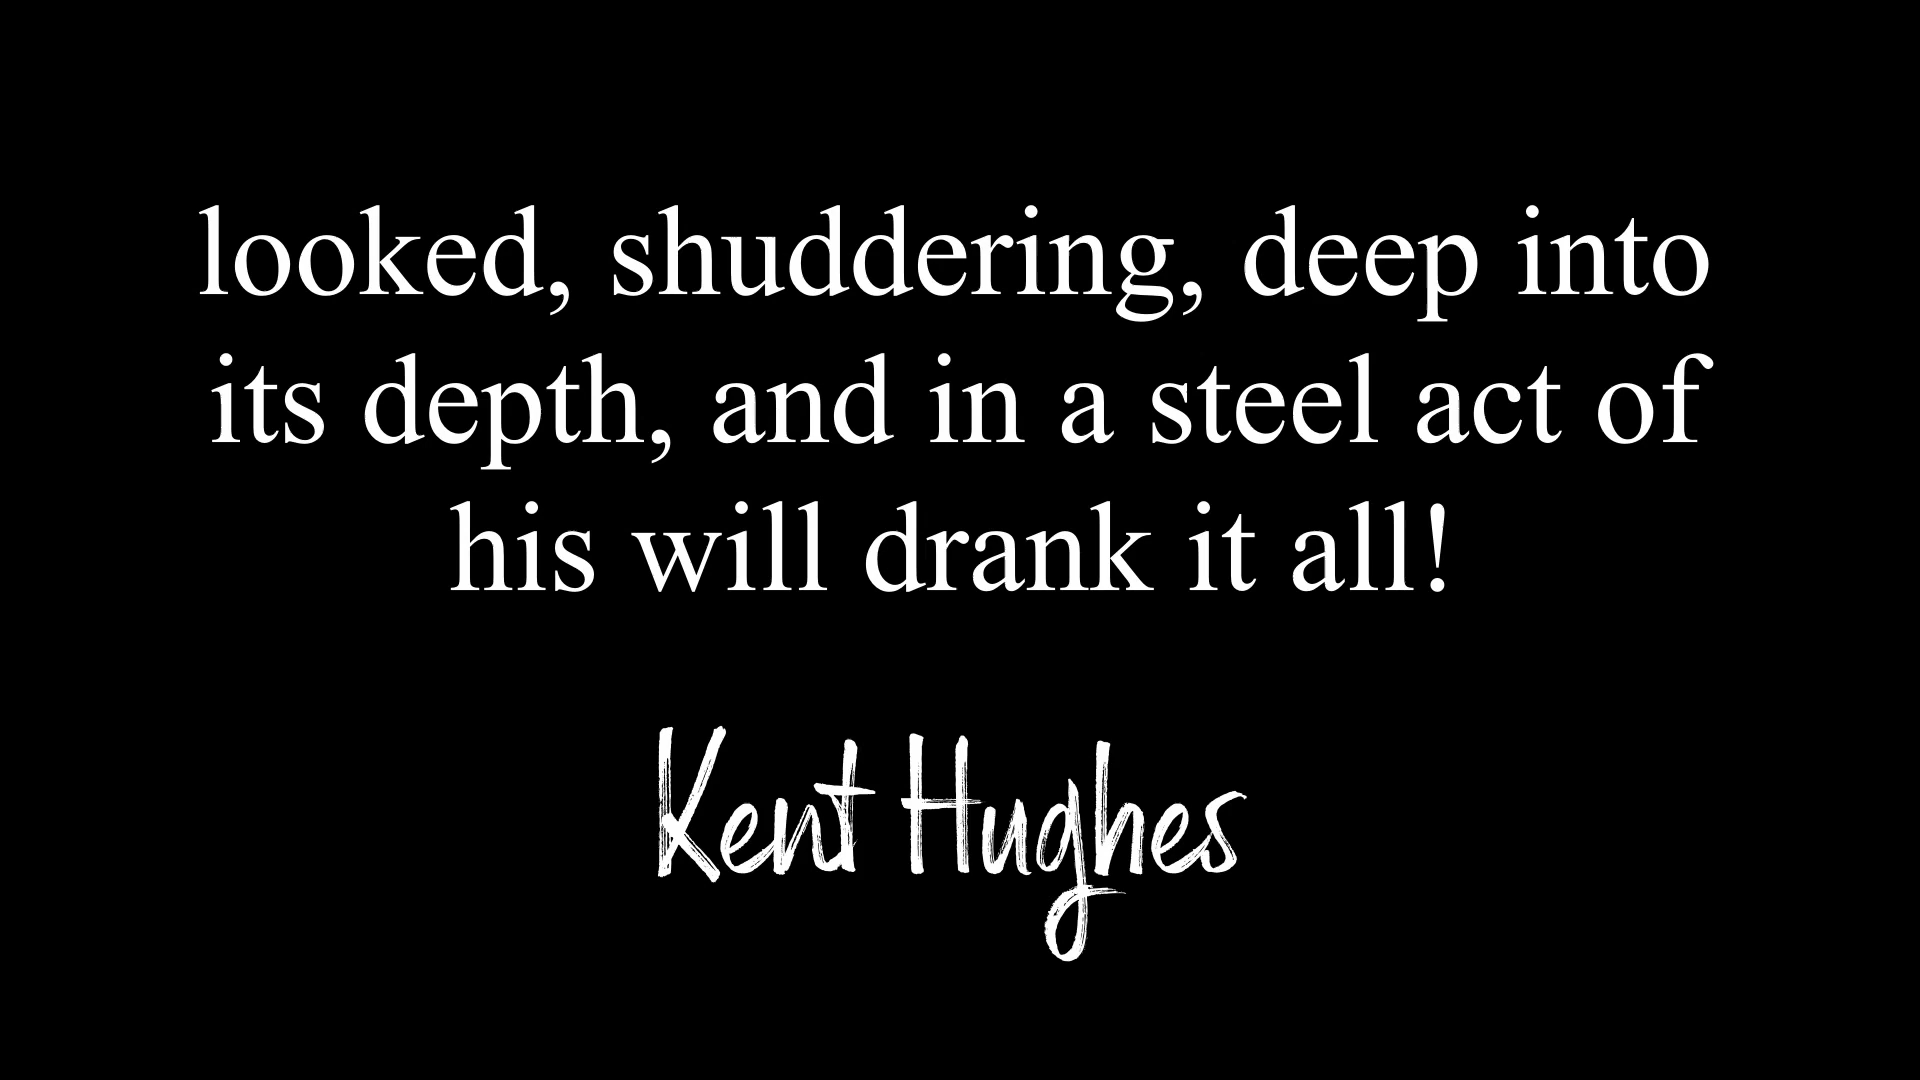 looked, shuddering, deep into
its depth, and in a steel act of
his will drank it all!
Kent Hughes